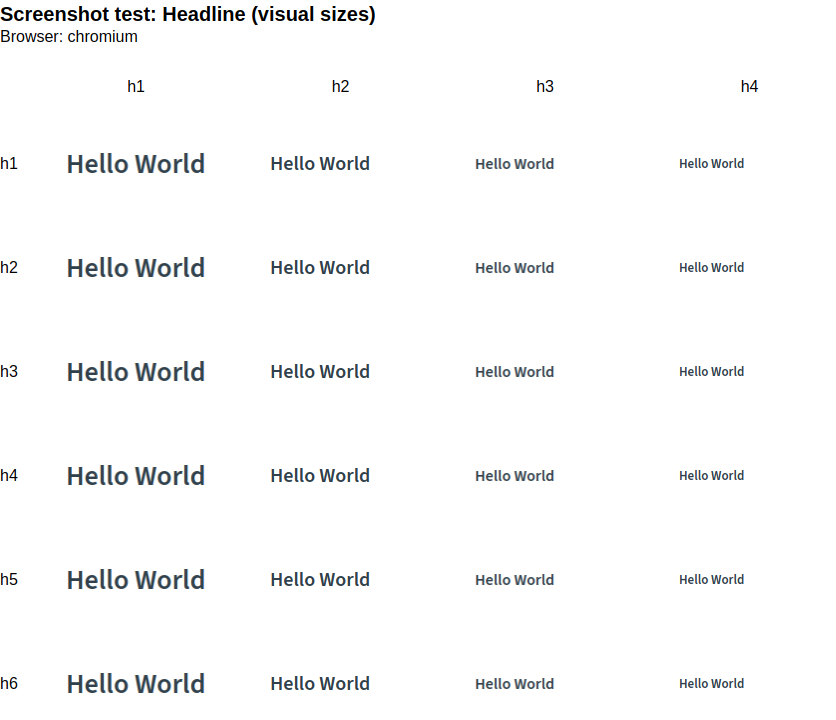 Screenshot test: Headline (visual sizes)
Browser: chromium
h1 h2 h3 h4
h1 Hello World Hello World Hello World Hello World
h2 Hello World Hello World Hello World Hello World
h3 Hello World Hello World Hello World Hello World
h4 Hello World Hello World Hello World Hello World
h5 Hello World Hello World Hello World Hello World
h6 Hello World Hello World Hello World Hello World